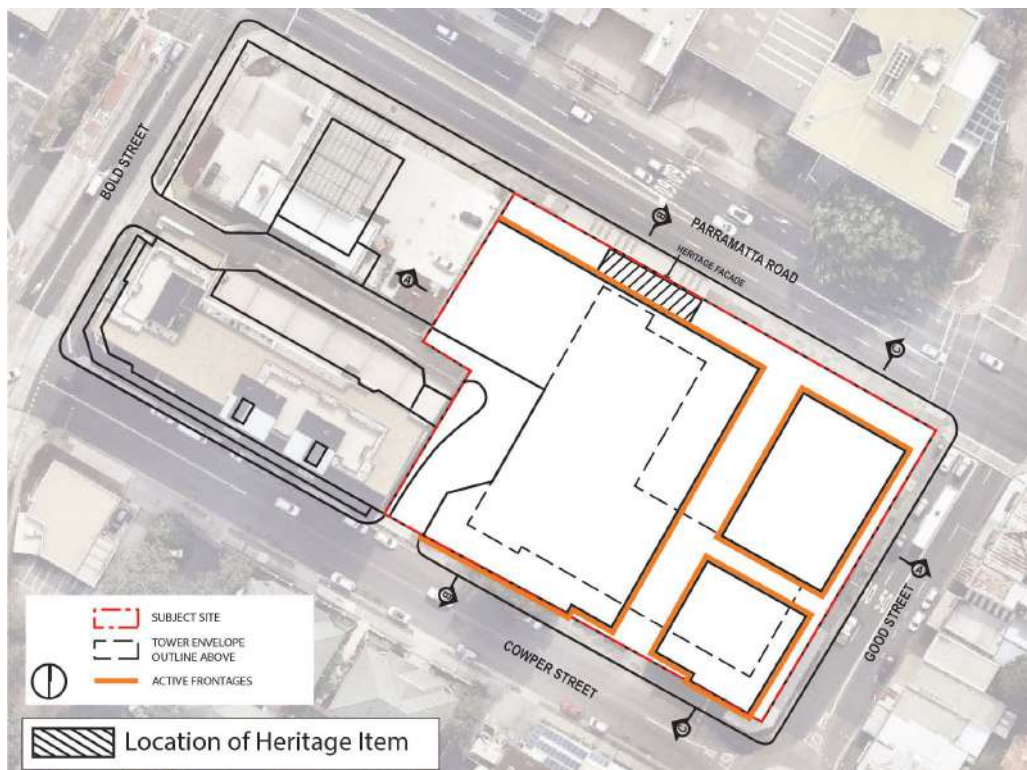 BOLD STREET
PARRAMATTA ROAD
HERITAGE FACADE
B
A
C
A
GOOD STREET
B
COWPER STREET
C
SUBJECT SITE
TOWER ENVELOPE
OUTLINE ABOVE
ACTIVE FRONTAGES
Location of Heritage Item